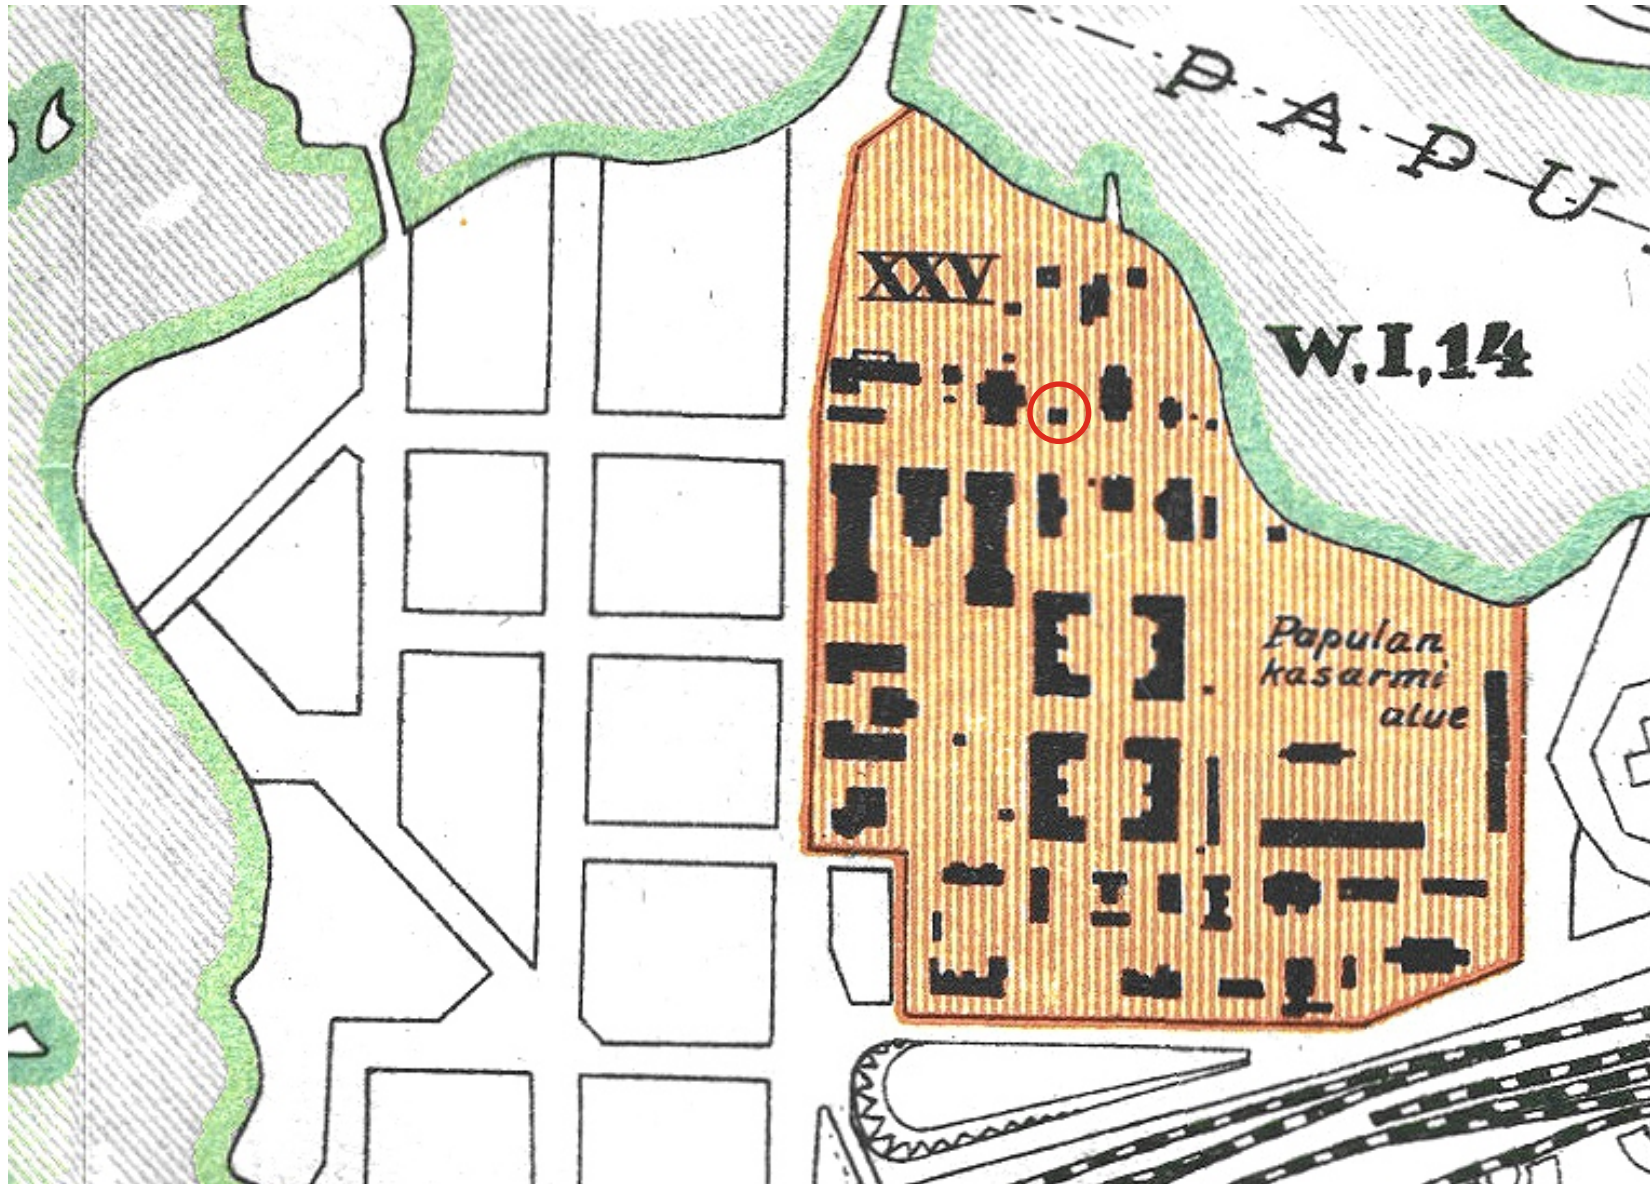 P A P U
XXV
W,I,14
Papulan
kasarmi
alue